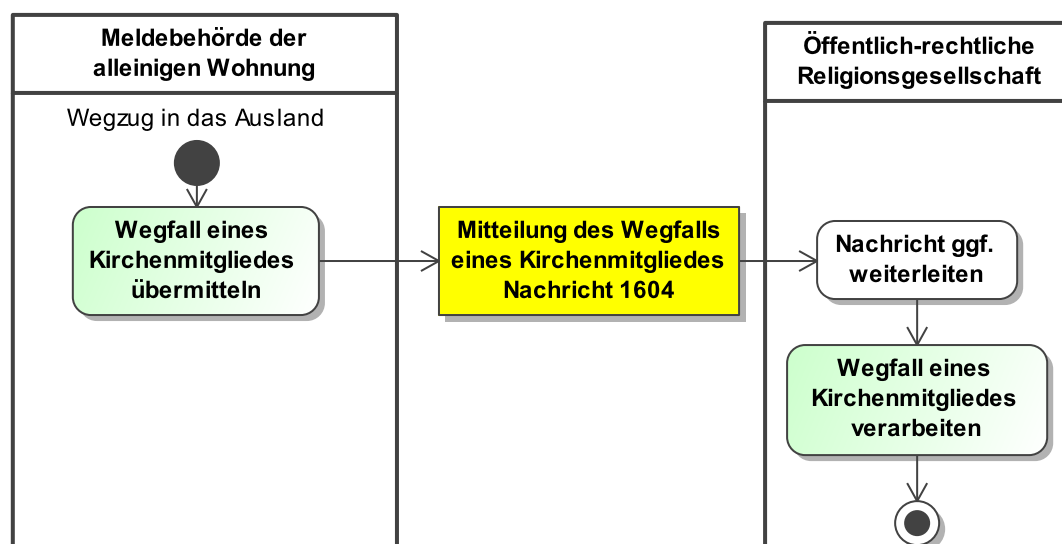 Meldebehörde der
alleinigen Wohnung
Öffentlich-rechtliche
Religionsgesellschaft
Wegzug in das Ausland
Wegfall eines
Kirchenmitgliedes
übermitteln
Mitteilung des Wegfalls
eines Kirchenmitgliedes
Nachricht 1604
Nachricht ggf.
weiterleiten
Wegfall eines
Kirchenmitgliedes
verarbeiten